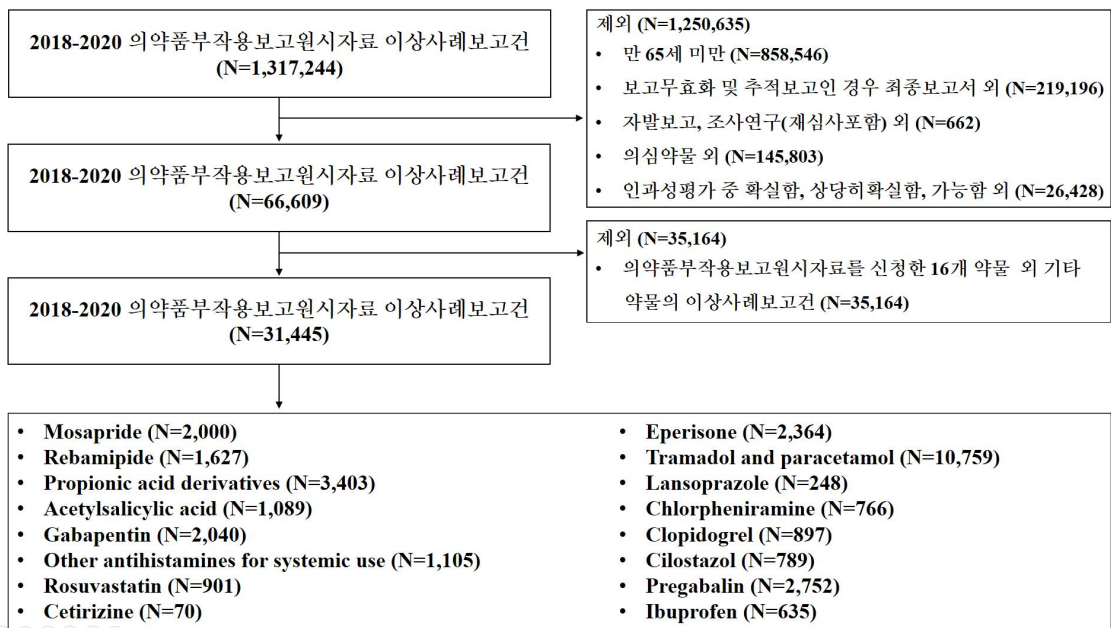 2018-2020 의약품부작용보고원시자료 이상사례보고건
(N=1,317,244)
제외 (N=1,250,635)
• 만 65세 미만 (N=858,546)
• 보고무효화 및 추적보고인 경우 최종보고서 외 (N=219,196)
• 자발보고, 조사연구(재심사포함) 외 (N=662)
• 의심약물 외 (N=145,803)
• 인과성평가 중 확실함, 상당히확실함, 가능함 외 (N=26,428)
2018-2020 의약품부작용보고원시자료 이상사례보고건
(N=66,609)
제외 (N=35,164)
• 의약품부작용보고원시자료를 신청한 16개 약물 외 기타
약물의 이상사례보고건 (N=35,164)
2018-2020 의약품부작용보고원시자료 이상사례보고건
(N=31,445)
• Mosapride (N=2,000)
• Rebamipide (N=1,627)
• Propionic acid derivatives (N=3,403)
• Acetylsalicylic acid (N=1,089)
• Gabapentin (N=2,040)
• Other antihistamines for systemic use (N=1,105)
• Rosuvastatin (N=901)
• Cetirizine (N=70)
• Eperisone (N=2,364)
• Tramadol and paracetamol (N=10,759)
• Lansoprazole (N=248)
• Chlorpheniramine (N=766)
• Clopidogrel (N=897)
• Cilostazol (N=789)
• Pregabalin (N=2,752)
• Ibuprofen (N=635)